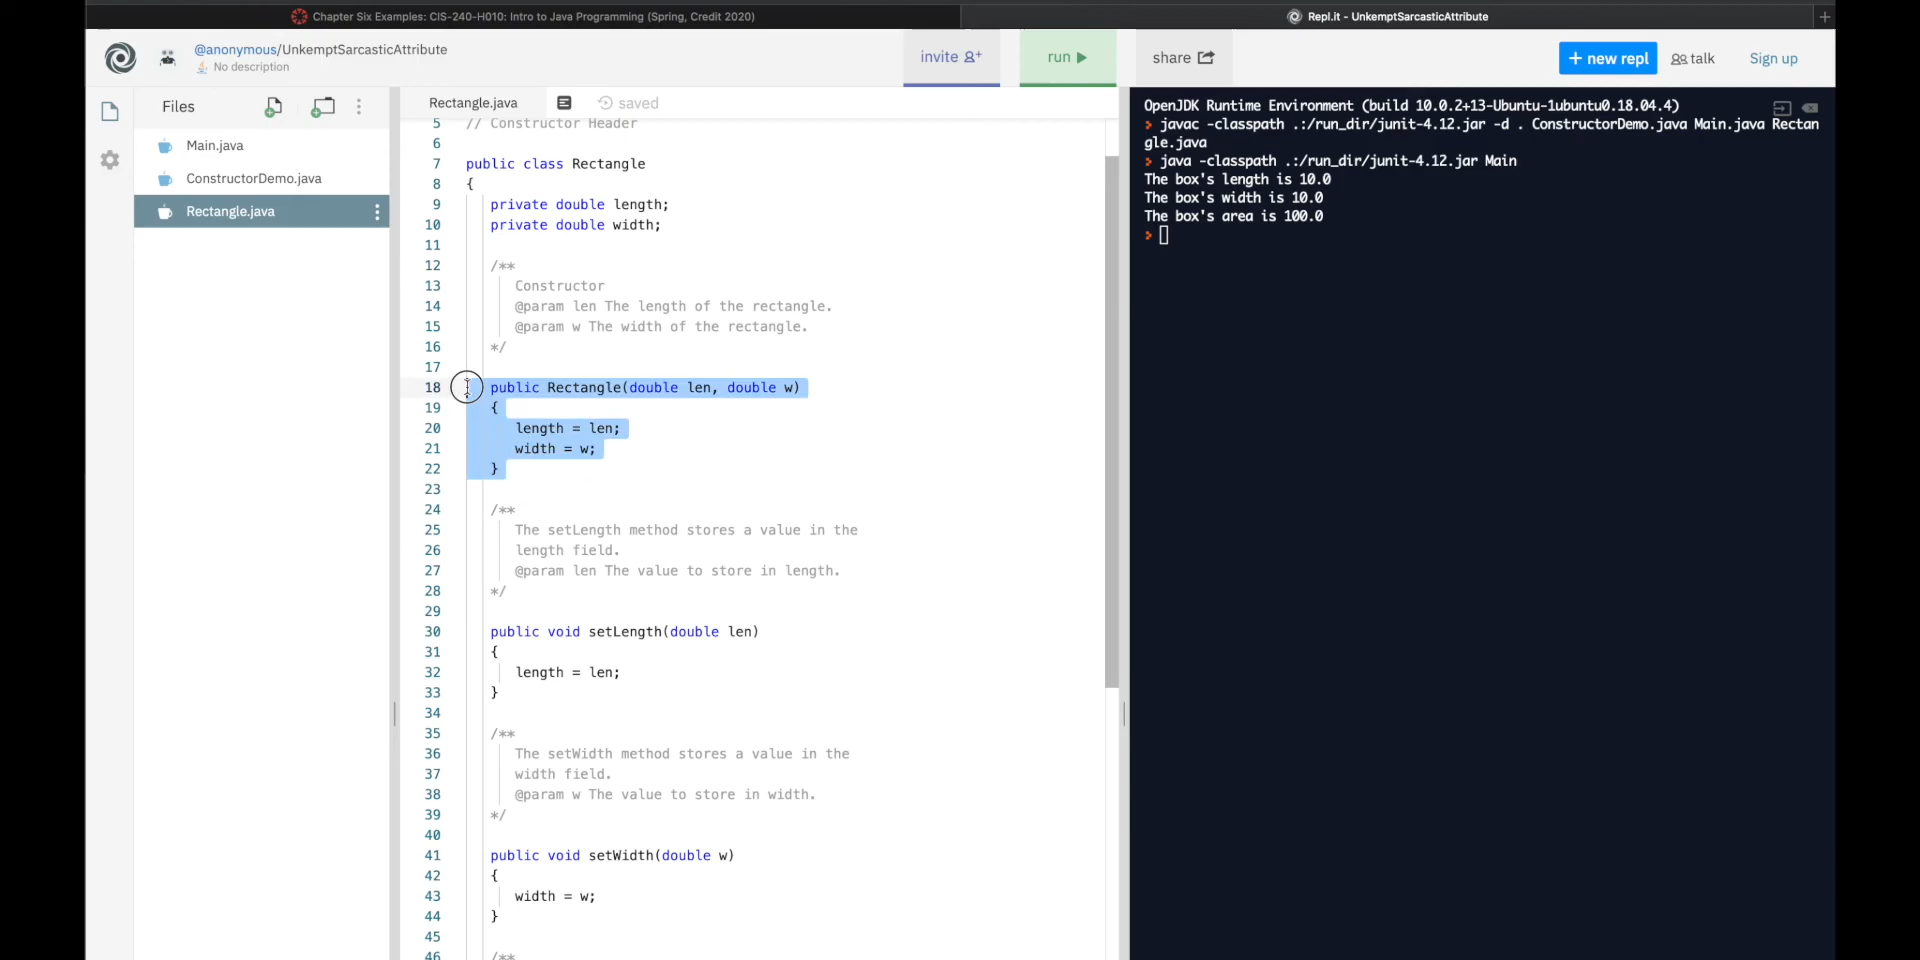 Chapter Six Examples: CIS-240-H010: Intro to Java Programming (Spring, Credit 2020)
Repl.it - UnkemptSarcasticAttribute
@anonymous/UnkemptSarcasticAttribute
No description
invite
run
share
+ new repl
talk
Sign up
Files
Main.java
ConstructorDemo.java
Rectangle.java
Rectangle.java
saved
5 // Constructor Header
6
7 public class Rectangle
8 {
9 private double length;
10 private double width;
11
12 /**
13 Constructor
14 @param len The length of the rectangle.
15 @param w The width of the rectangle.
16 */
17
18 public Rectangle(double len, double w)
19 {
20 length = len;
21 width = w;
22 }
23
24 /**
25 The setLength method stores a value in the
26 length field.
27 @param len The value to store in length.
28 */
29
30 public void setLength(double len)
31 {
32 length = len;
33 }
34
35 /**
36 The setWidth method stores a value in the
37 width field.
38 @param w The value to store in width.
39 */
40
41 public void setWidth(double w)
42 {
43 width = w;
44 }
45
46 /**
OpenJDK Runtime Environment (build 10.0.2+13-Ubuntu-1ubuntu0.18.04.4)
javac -classpath .:/run_dir/junit-4.12.jar -d . ConstructorDemo.java Main.java Rectan
gle.java
java -classpath .:/run_dir/junit-4.12.jar Main
The box's length is 10.0
The box's width is 10.0
The box's area is 100.0